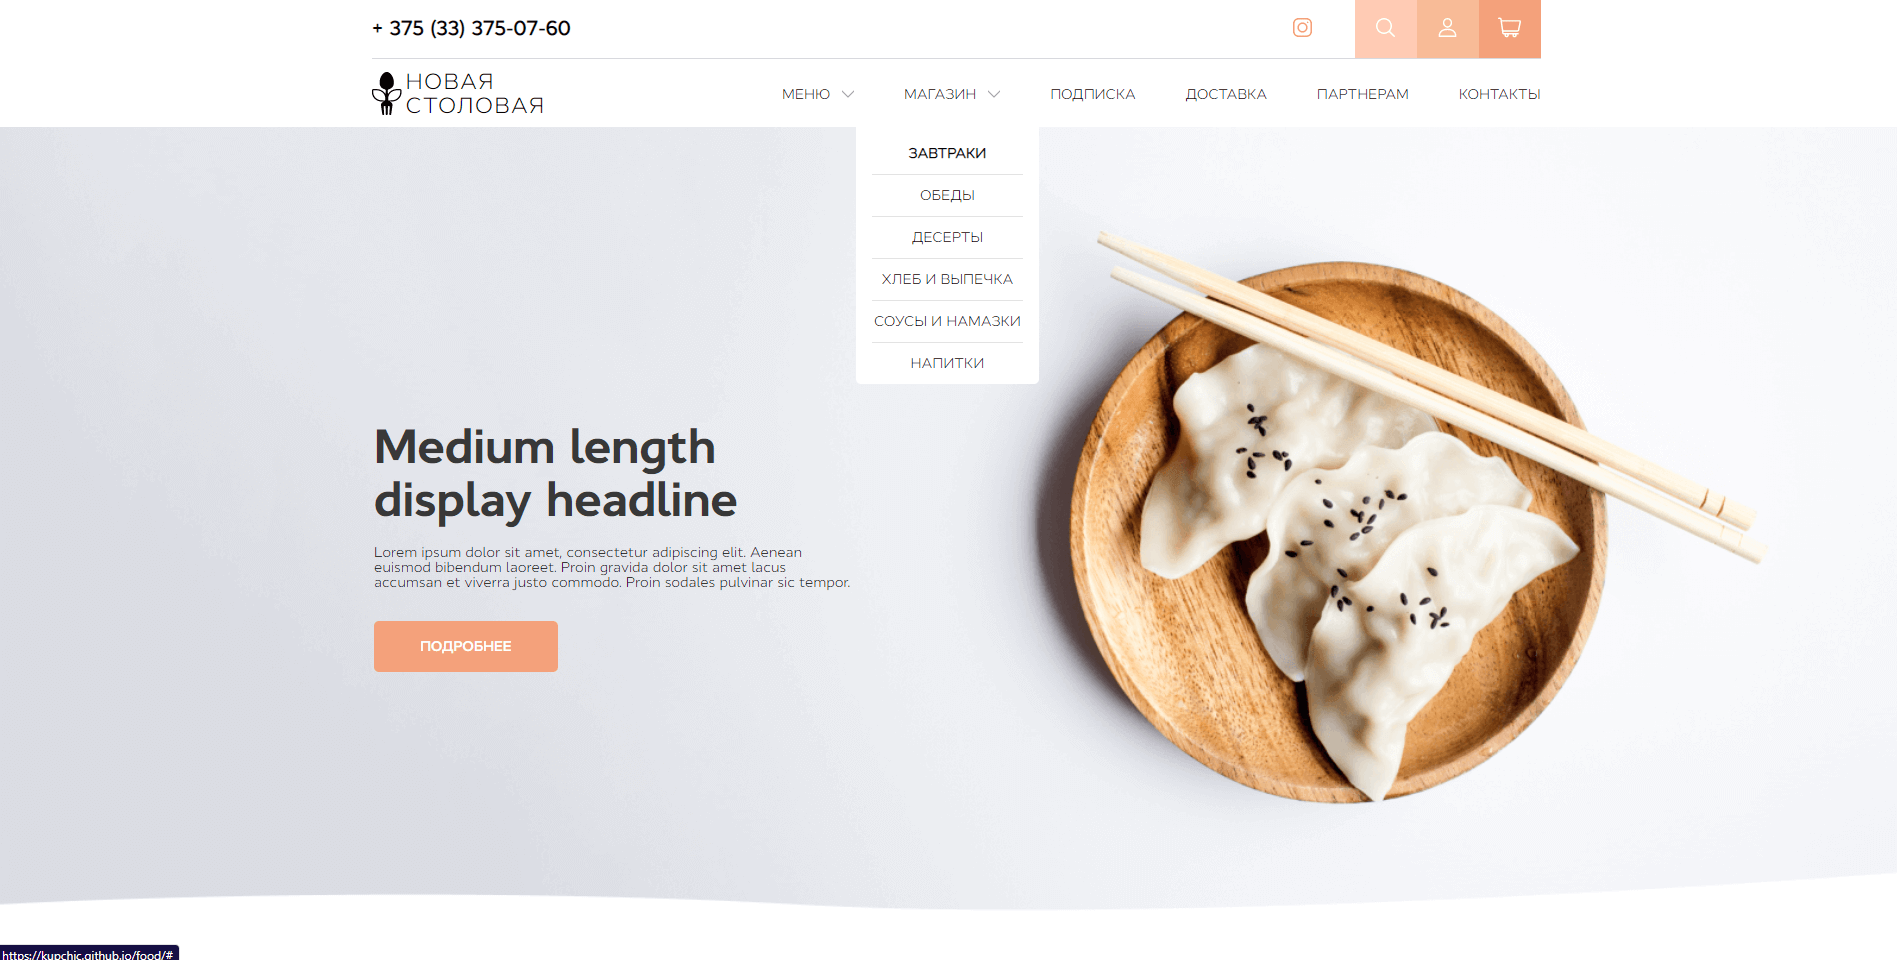 + 375 (33) 375-07-60
НОВАЯ
СТОЛОВАЯ
МЕНЮ
МАГАЗИН
ПОДПИСКА
ДОСТАВКА
ПАРТНЕРАМ
КОНТАКТЫ
ЗАВТРАКИ
ОБЕДЫ
ДЕСЕРТЫ
ХЛЕБ И ВЫПЕЧКА
СОУСЫ И НАМАЗКИ
НАПИТКИ
Medium length
display headline
Lorem ipsum dolor sit amet, consectetur adipiscing elit. Aenean
euismod bibendum laoreet. Proin gravida dolor sit amet lacus
accumsan et viverra justo commodo. Proin sodales pulvinar sic tempor.
ПОДРОБНЕЕ
https://kupchic.github.io/food/#